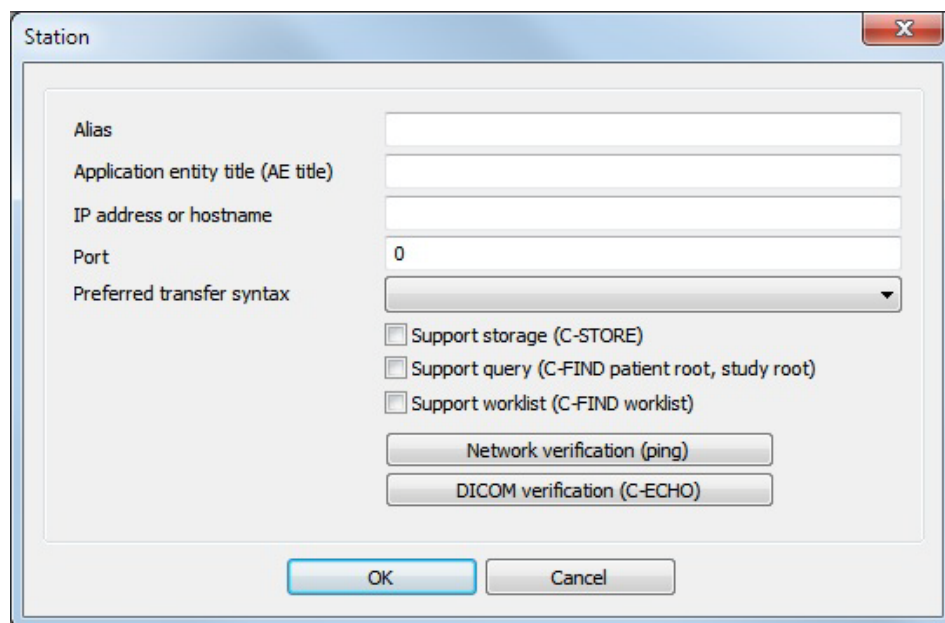 Station
Alias
Application entity title (AE title)
IP address or hostname
Port 0
Preferred transfer syntax
Support storage (C-STORE)
Support query (C-FIND patient root, study root)
Support worklist (C-FIND worklist)
Network verification (ping)
DICOM verification (C-ECHO)
OK Cancel